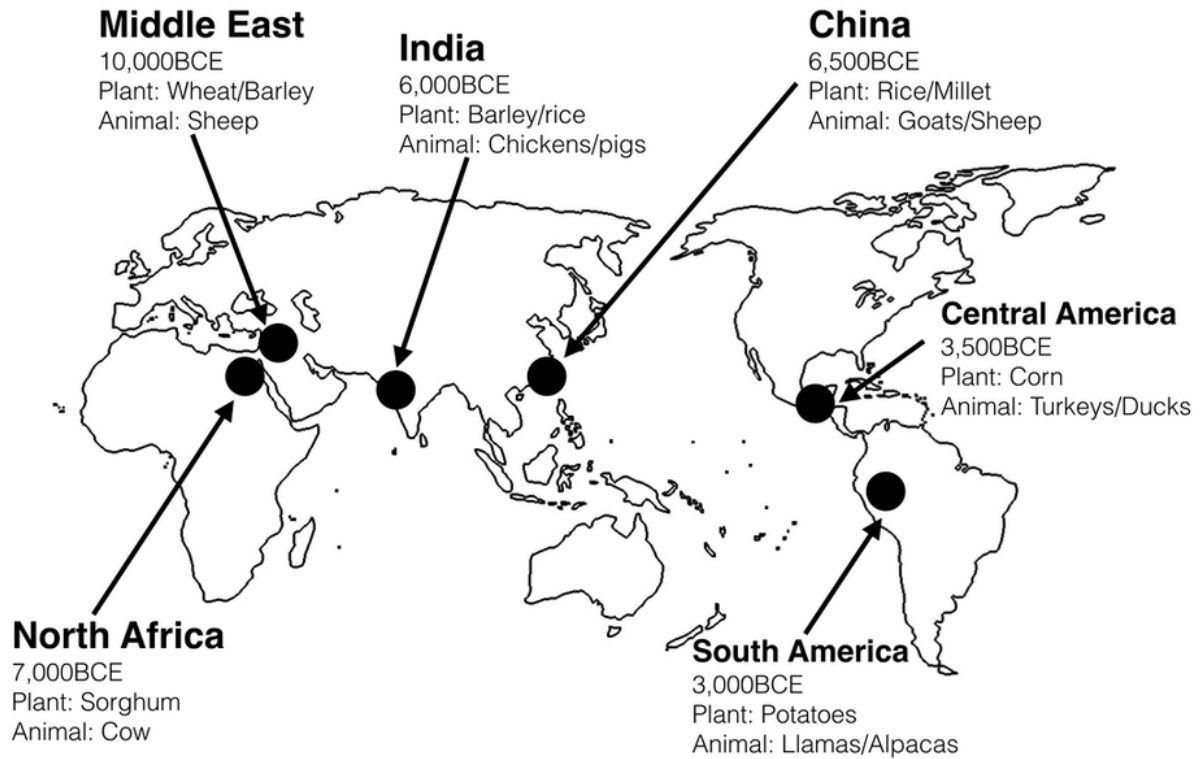 Middle East
10,000BCE
Plant: Wheat/Barley
Animal: Sheep
India
6,000BCE
Plant: Barley/rice
Animal: Chickens/pigs
China
6,500BCE
Plant: Rice/Millet
Animal: Goats/Sheep
Central America
3,500BCE
Plant: Corn
Animal: Turkeys/Ducks
North Africa
7,000BCE
Plant: Sorghum
Animal: Cow
South America
3,000BCE
Plant: Potatoes
Animal: Llamas/Alpacas